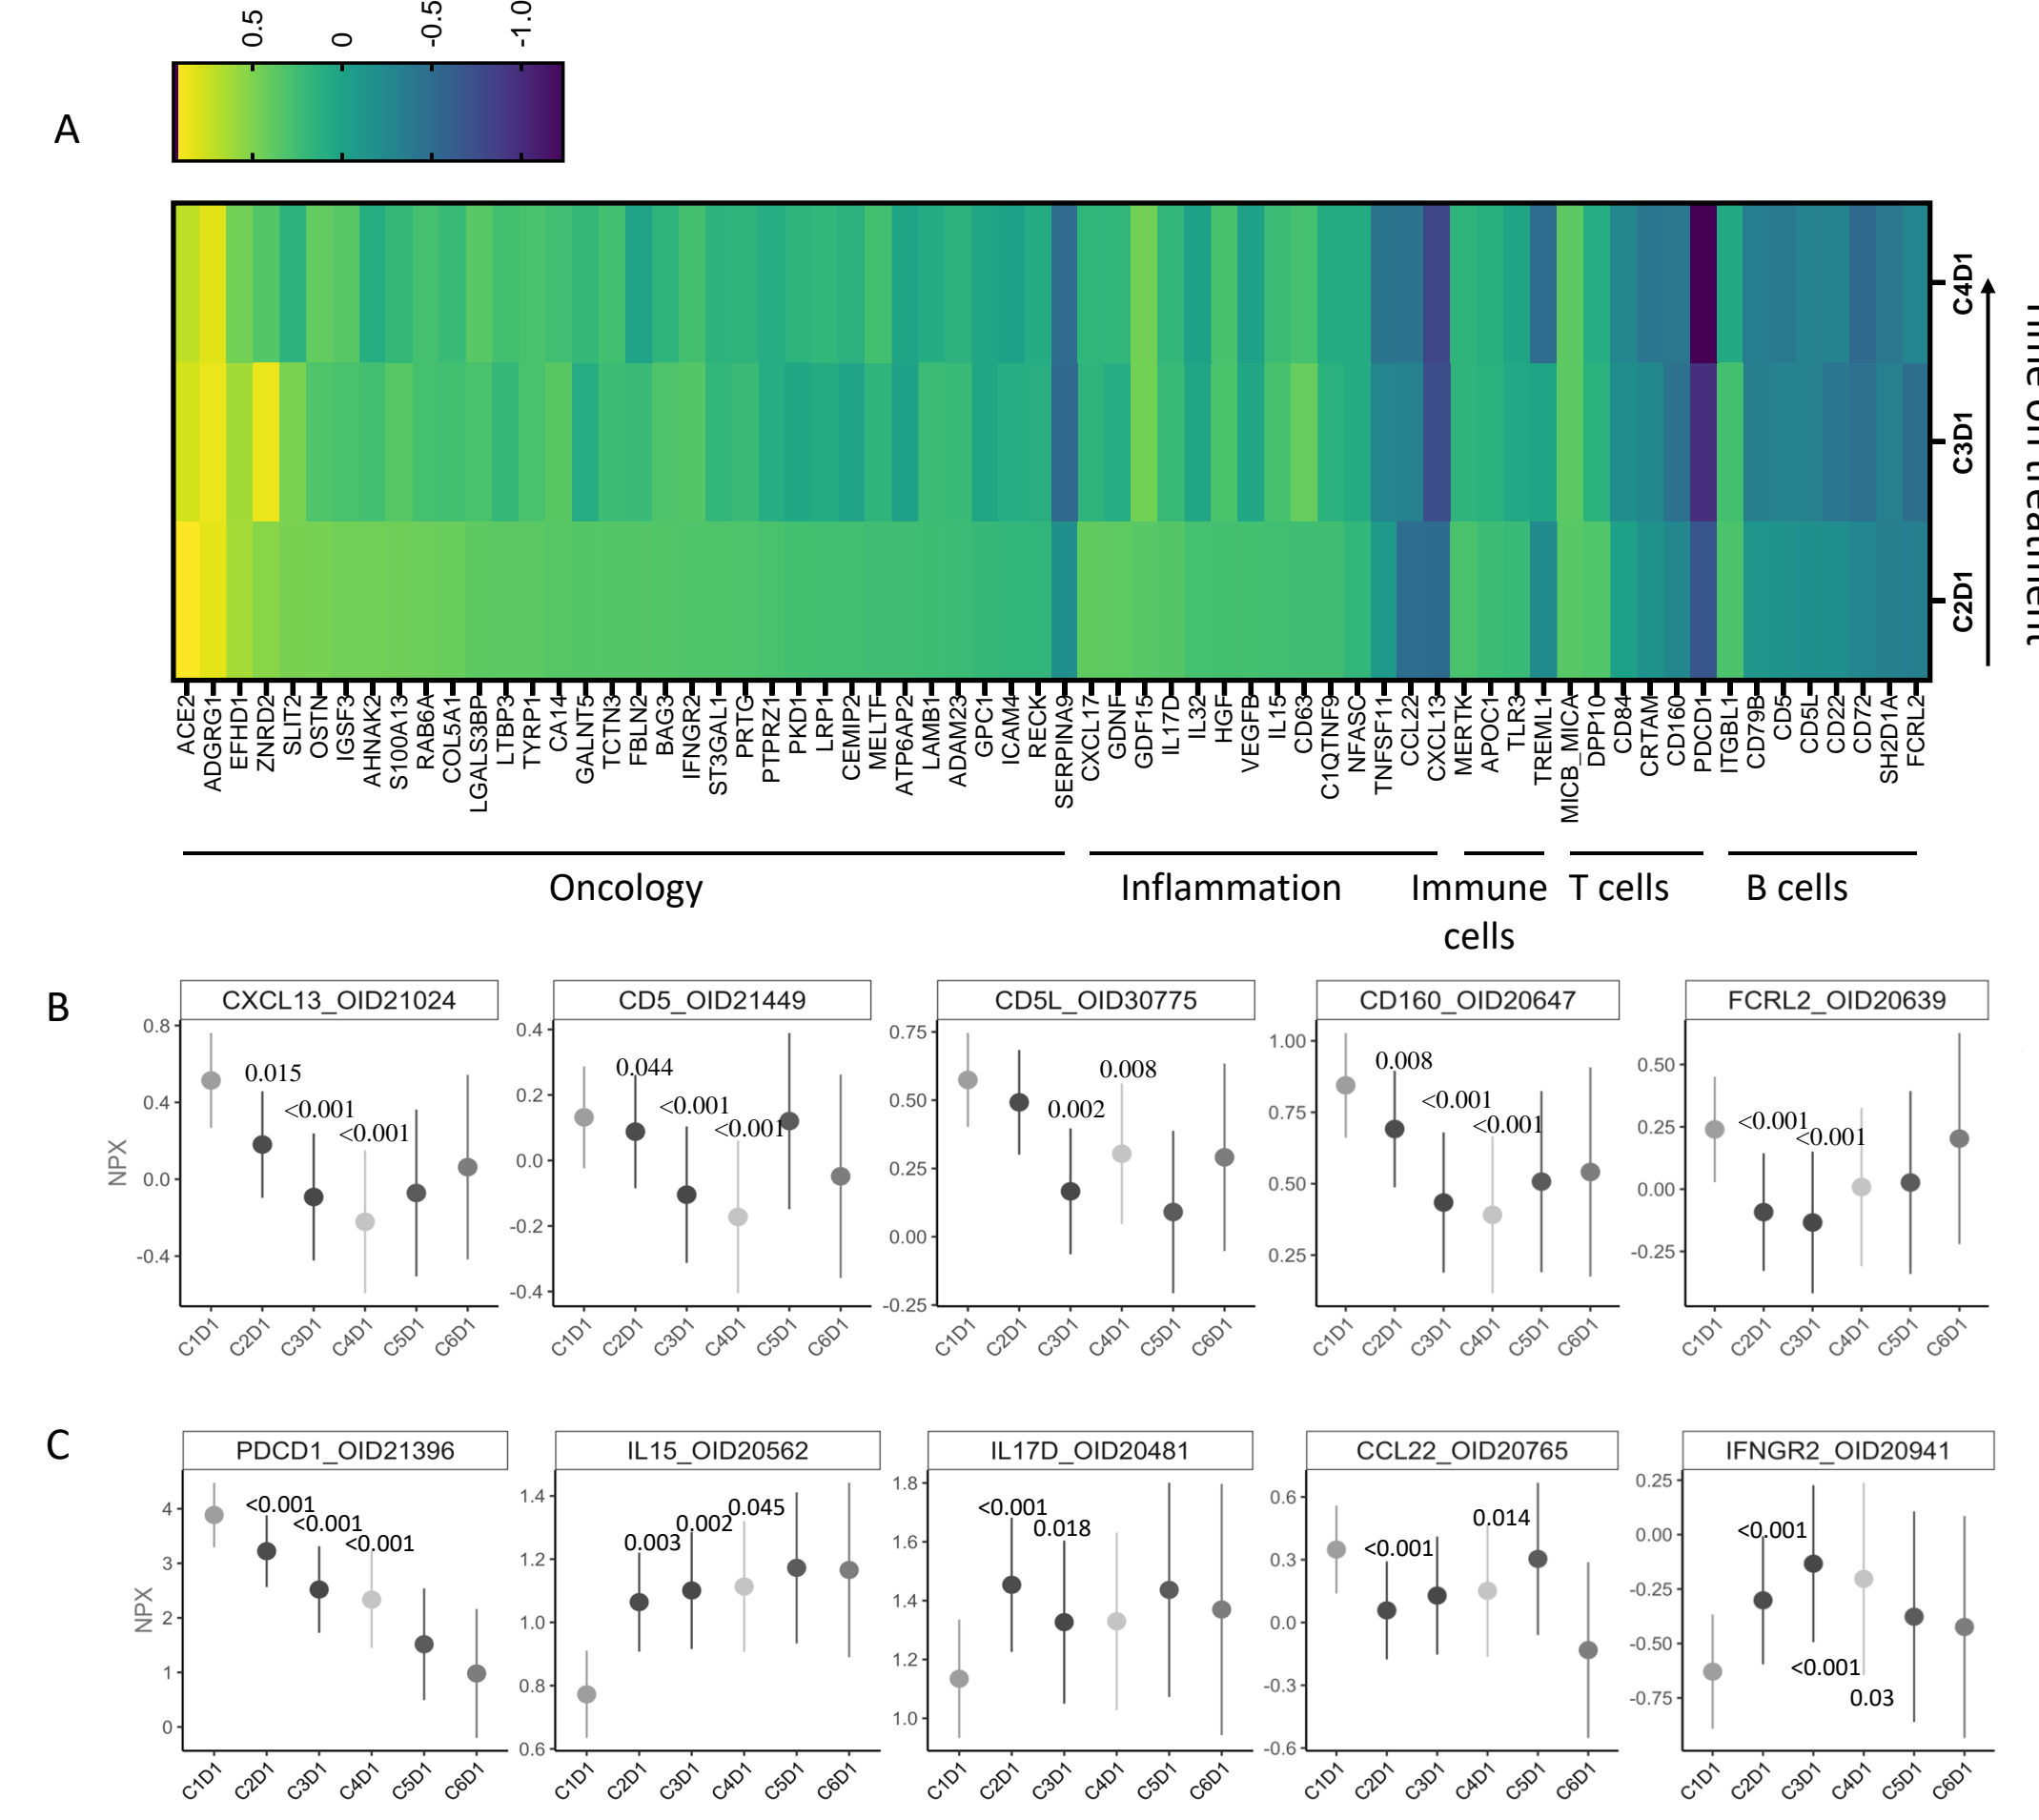 0.5 0 -0.5 -1.0
A
C4D1
C3D1
C2D1
Time on treatment
ACE2 ADGRG1 EFHD1 ZNRD2 SLIT2 OSTN IGSF3 AHNAK2 S100A13 RAB6A COL5A1 LGALS3BP LTBP3 TYRP1 CA14 GALNT5 TCTN3 FBLN2 BAG3 IFNGR2 ST3GAL1 PRTG PTPRZ1 PKD1 LRP1 CEMIP2 MELTF ATP6AP2 LAMB1 ADAM23 GPC1 ICAM4 RECK SERPINA9 CXCL17 GDNF GDF15 IL17D IL32 HGF VEGFB IL15 CD63 C1QTNF9 NFASC TNFSF11 CCL22 CXCL13 MERTK APOC1 TLR3 TREML1 MICB_MICA DPP10 CD84 CRTAM CD160 PDCD1 ITGBL1 CD79B CD5 CD5L CD22 CD72 SH2D1A FCRL2
Oncology Inflammation Immune cells T cells B cells
B
NPX
CXCL13_OID21024
0.8
0.4
0.0
-0.4
0.015
<0.001
<0.001
C1D1 C2D1 C3D1 C4D1 C5D1 C6D1
CD5_OID21449
0.4
0.2
0.0
-0.2
-0.4
0.044
<0.001
<0.001
C1D1 C2D1 C3D1 C4D1 C5D1 C6D1
CD5L_OID30775
0.75
0.50
0.25
0.00
-0.25
0.008
0.002
C1D1 C2D1 C3D1 C4D1 C5D1 C6D1
CD160_OID20647
1.00
0.75
0.50
0.25
0.008
<0.001
<0.001
C1D1 C2D1 C3D1 C4D1 C5D1 C6D1
FCRL2_OID20639
0.50
0.25
0.00
-0.25
<0.001
<0.001
C1D1 C2D1 C3D1 C4D1 C5D1 C6D1
C
NPX
PDCD1_OID21396
4
3
2
1
0
<0.001
<0.001
<0.001
C1D1 C2D1 C3D1 C4D1 C5D1 C6D1
IL15_OID20562
1.4
1.2
1.0
0.8
0.6
0.045
0.002
0.003
C1D1 C2D1 C3D1 C4D1 C5D1 C6D1
IL17D_OID20481
1.8
1.6
1.4
1.2
1.0
<0.001
0.018
C1D1 C2D1 C3D1 C4D1 C5D1 C6D1
CCL22_OID20765
0.6
0.3
0.0
-0.3
-0.6
0.014
<0.001
C1D1 C2D1 C3D1 C4D1 C5D1 C6D1
IFNGR2_OID20941
0.25
0.00
-0.25
-0.50
-0.75
<0.001
<0.001
0.03
C1D1 C2D1 C3D1 C4D1 C5D1 C6D1